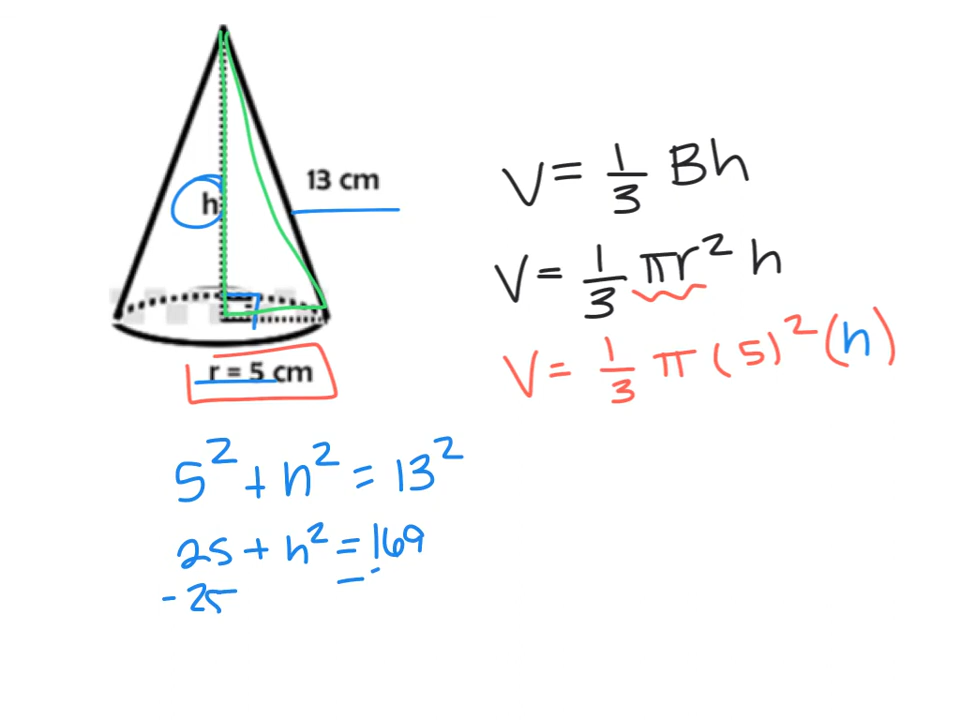 13 cm
h
r = 5 cm
V = 1/3 Bh
V = 1/3 πr² h
V = 1/3 π (5)² (h)
5² + h² = 13²
25 + h² = 169
-25 -